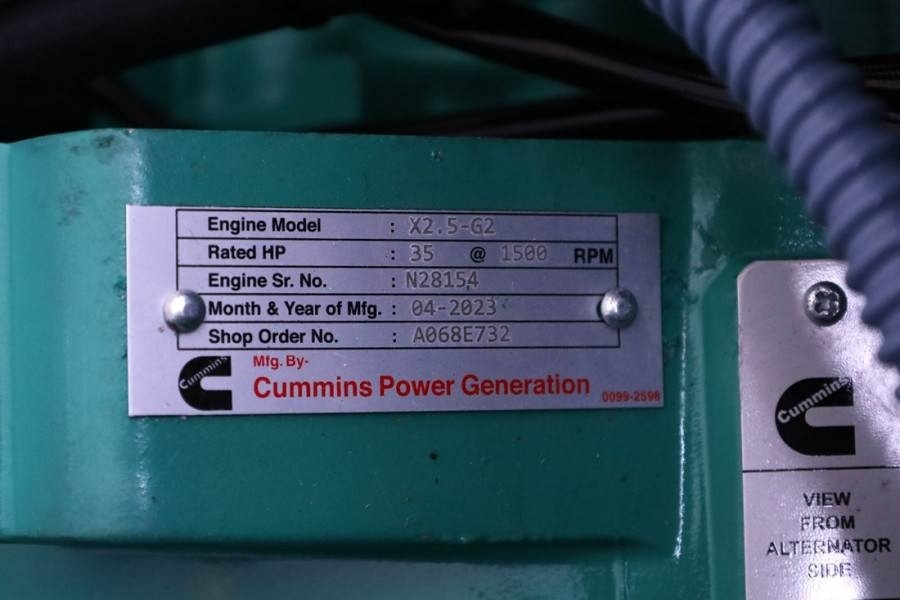 Engine Model : X2.5-G2
Rated HP : 35 @ 1500 RPM
Engine Sr. No. : N28154
Month & Year of Mfg. : 04-2023
Shop Order No. : A068E732
Cummins
Mfg. By-
Cummins Power Generation
0099-2598
Cummins
VIEW
FROM
ALTERNATOR
SIDE